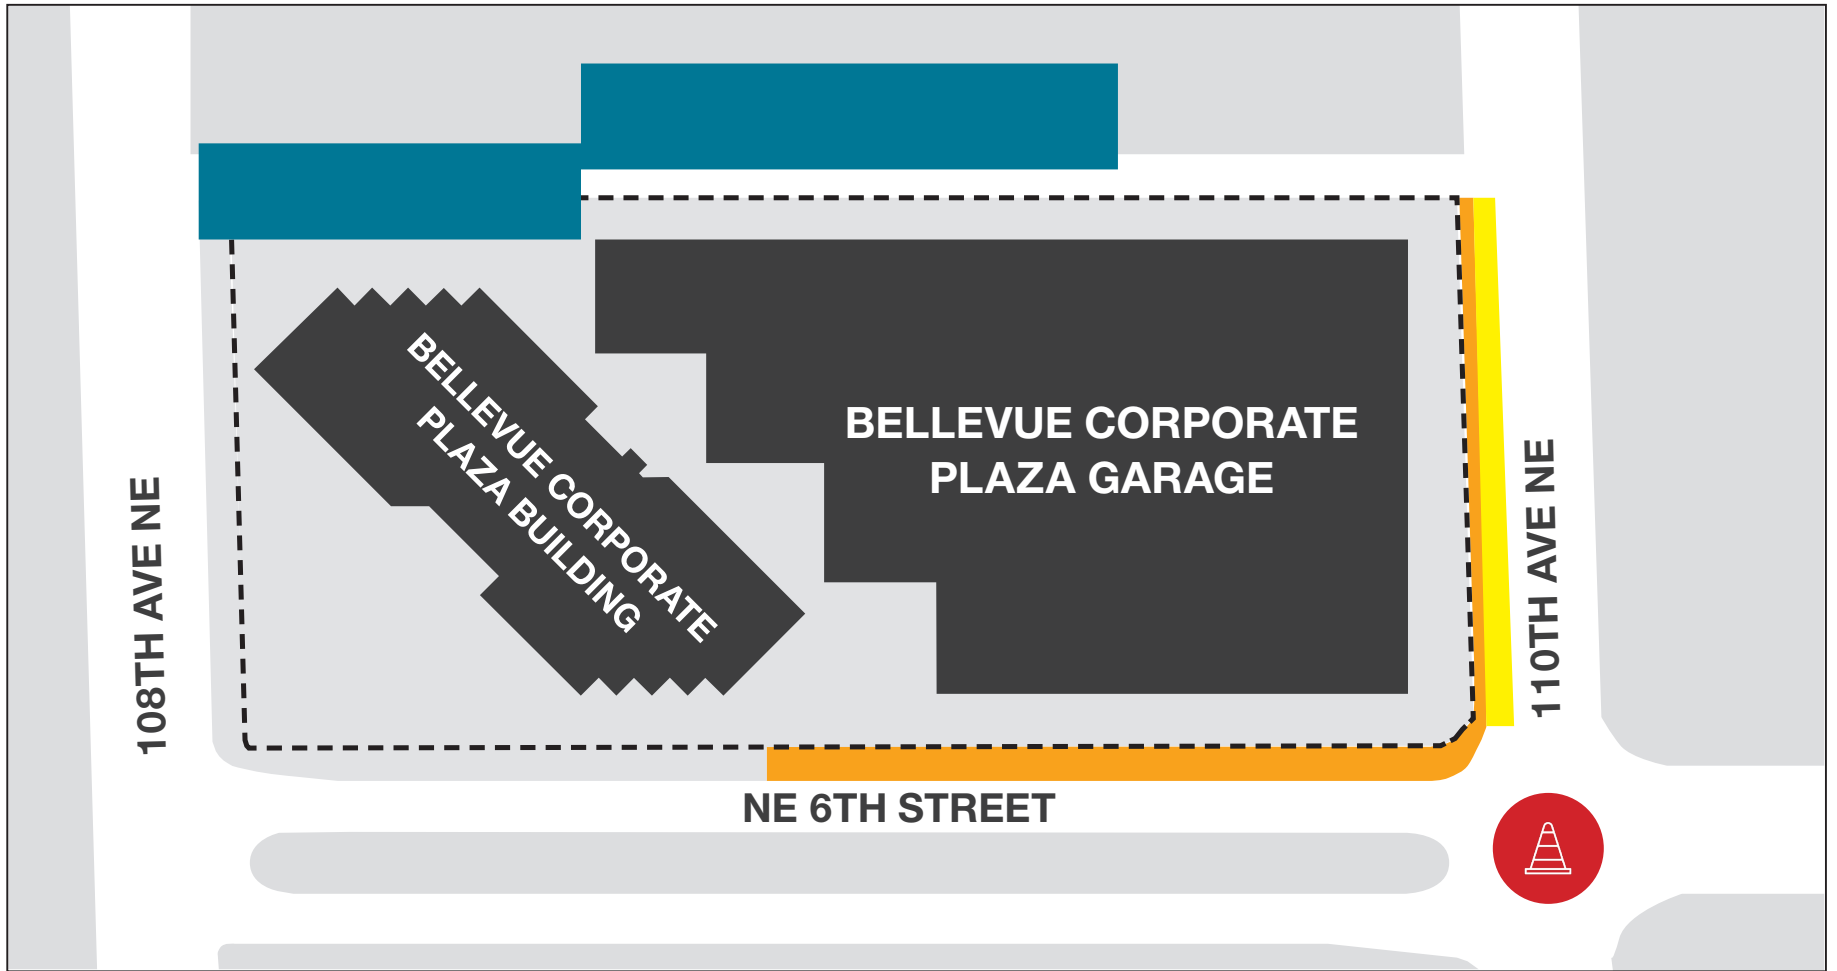 BELLEVUE CORPORATE
PLAZA BUILDING
BELLEVUE CORPORATE
PLAZA GARAGE
108TH AVE NE
110TH AVE NE
NE 6TH STREET